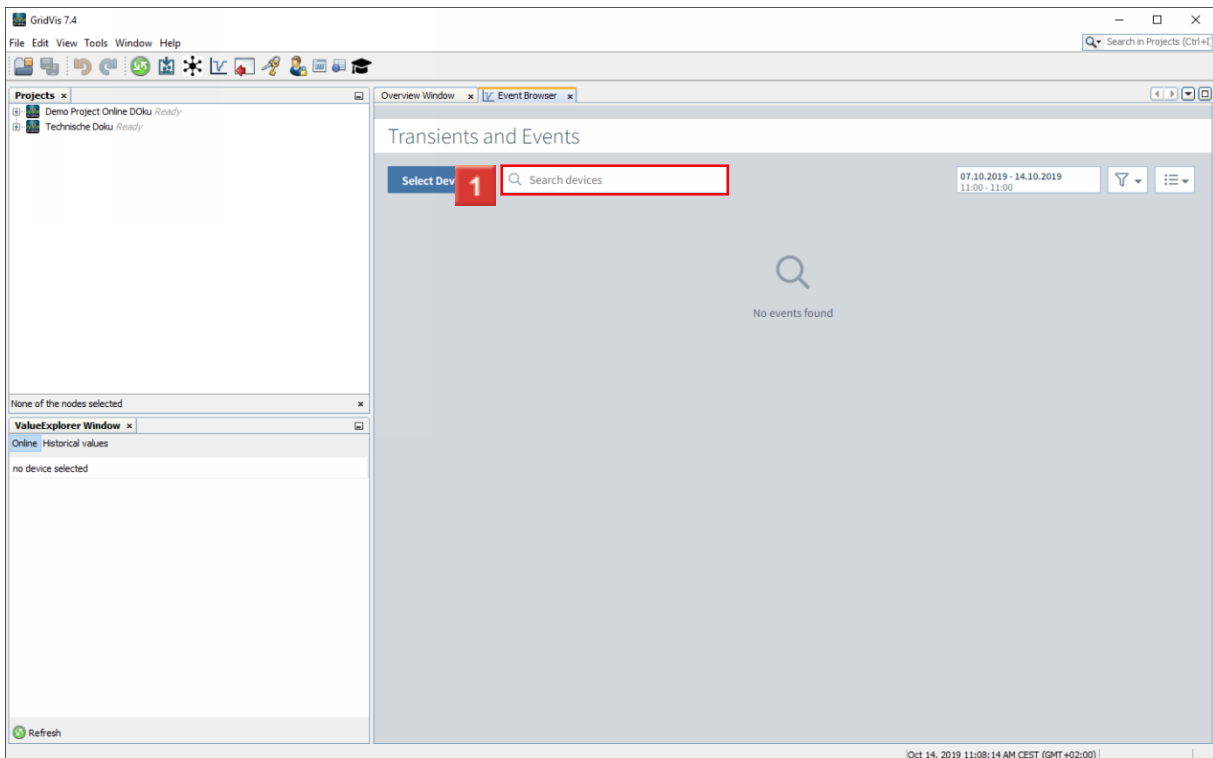 GridVis 7.4
File Edit View Tools Window Help
Search in Projects (Ctrl+I
Projects
Demo Project Online DOku Ready
Technische Doku Ready
None of the nodes selected
ValueExplorer Window
Online Historical values
no device selected
Refresh
Overview Window Event Browser
Transients and Events
Select Dev
1
Search devices
07.10.2019 - 14.10.2019
11:00 - 11:00
No events found
Oct 14, 2019 11:08:14 AM CEST (GMT+02:00)